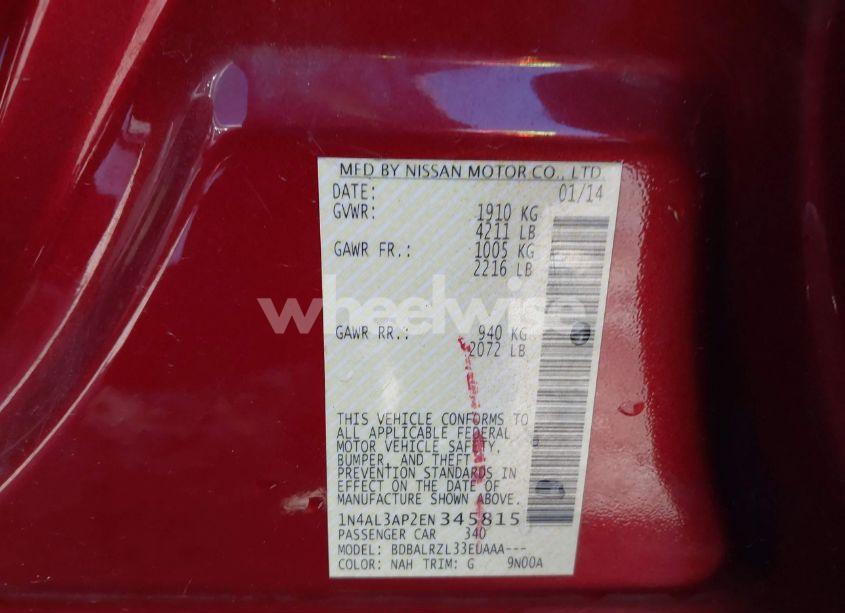 MFD BY NISSAN MOTOR CO., LTD.
DATE: 01/14
GVWR: 1910 KG
4211 LB
GAWR FR.: 1005 KG
2216 LB
wheelwise
GAWR RR.: 940 KG
2072 LB
THIS VEHICLE CONFORMS TO
ALL APPLICABLE FEDERAL
MOTOR VEHICLE SAFETY,
BUMPER, AND THEFT
PREVENTION STANDARDS IN
EFFECT ON THE DATE OF
MANUFACTURE SHOWN ABOVE.
1N4AL3AP2EN345815
PASSENGER CAR 340
MODEL: BDBALRZL33EUAAA---
COLOR: NAH TRIM: G 9N00A